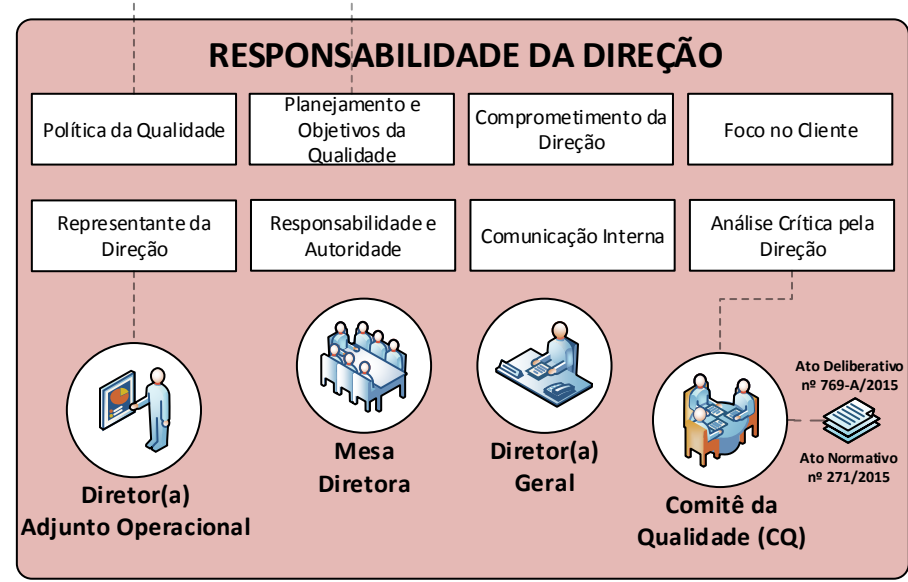 RESPONSABILIDADE DA DIREÇÃO
Política da Qualidade
Planejamento e
Objetivos da
Qualidade
Comprometimento da
Direção
Foco no Cliente
Representante da
Direção
Responsabilidade e
Autoridade
Comunicação Interna
Análise Crítica pela
Direção
Diretor(a)
Adjunto Operacional
Mesa
Diretora
Diretor(a)
Geral
Comitê da
Qualidade (CQ)
Ato Deliberativo
nº 769-A/2015
Ato Normativo
nº 271/2015